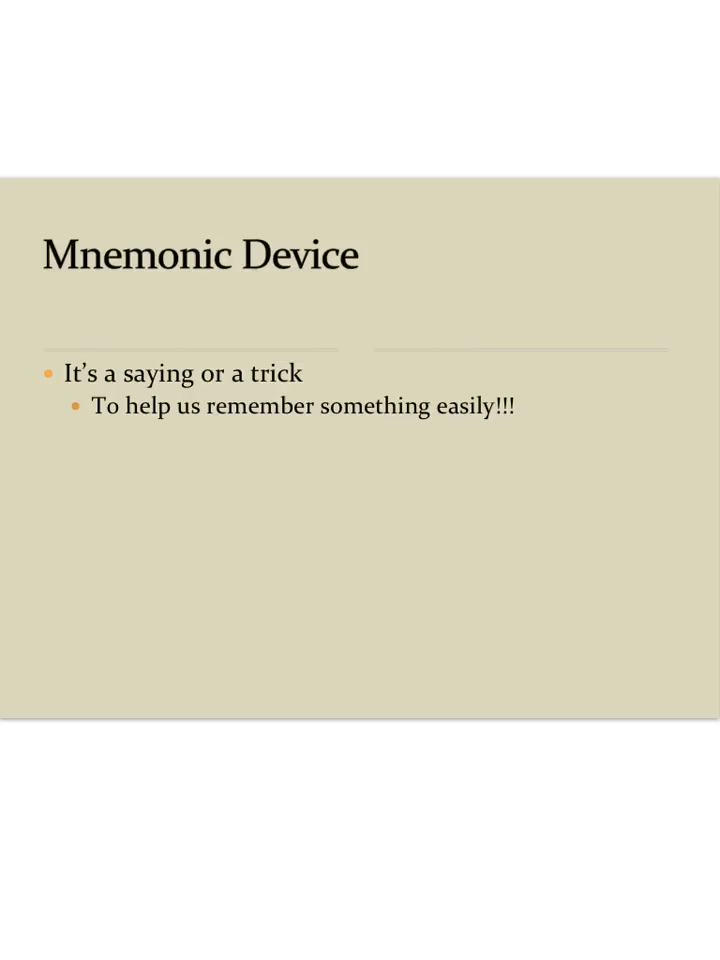 Mnemonic Device
It’s a saying or a trick
To help us remember something easily!!!